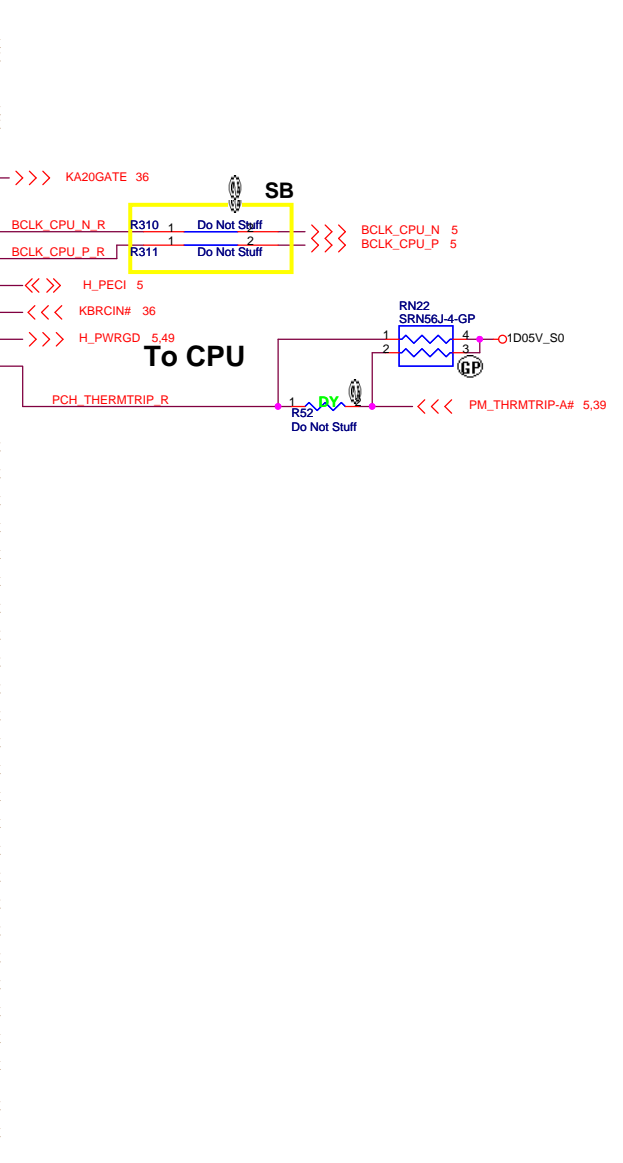 KA20GATE 36
SB
BCLK_CPU_N_R R310 1 Do Not Stuff 2 BCLK_CPU_N 5
1 2 BCLK_CPU_P 5
BCLK_CPU_P_R R311 Do Not Stuff
H_PECI 5
KBRCIN# 36
RN22
SRN56J-4-GP
H_PWRGD 5,49
To CPU
1 4 1D05V_S0
2 3
GP
PCH_THERMTRIP_R 1 DY 2 PM_THRMTRIP-A# 5,39
R52
Do Not Stuff